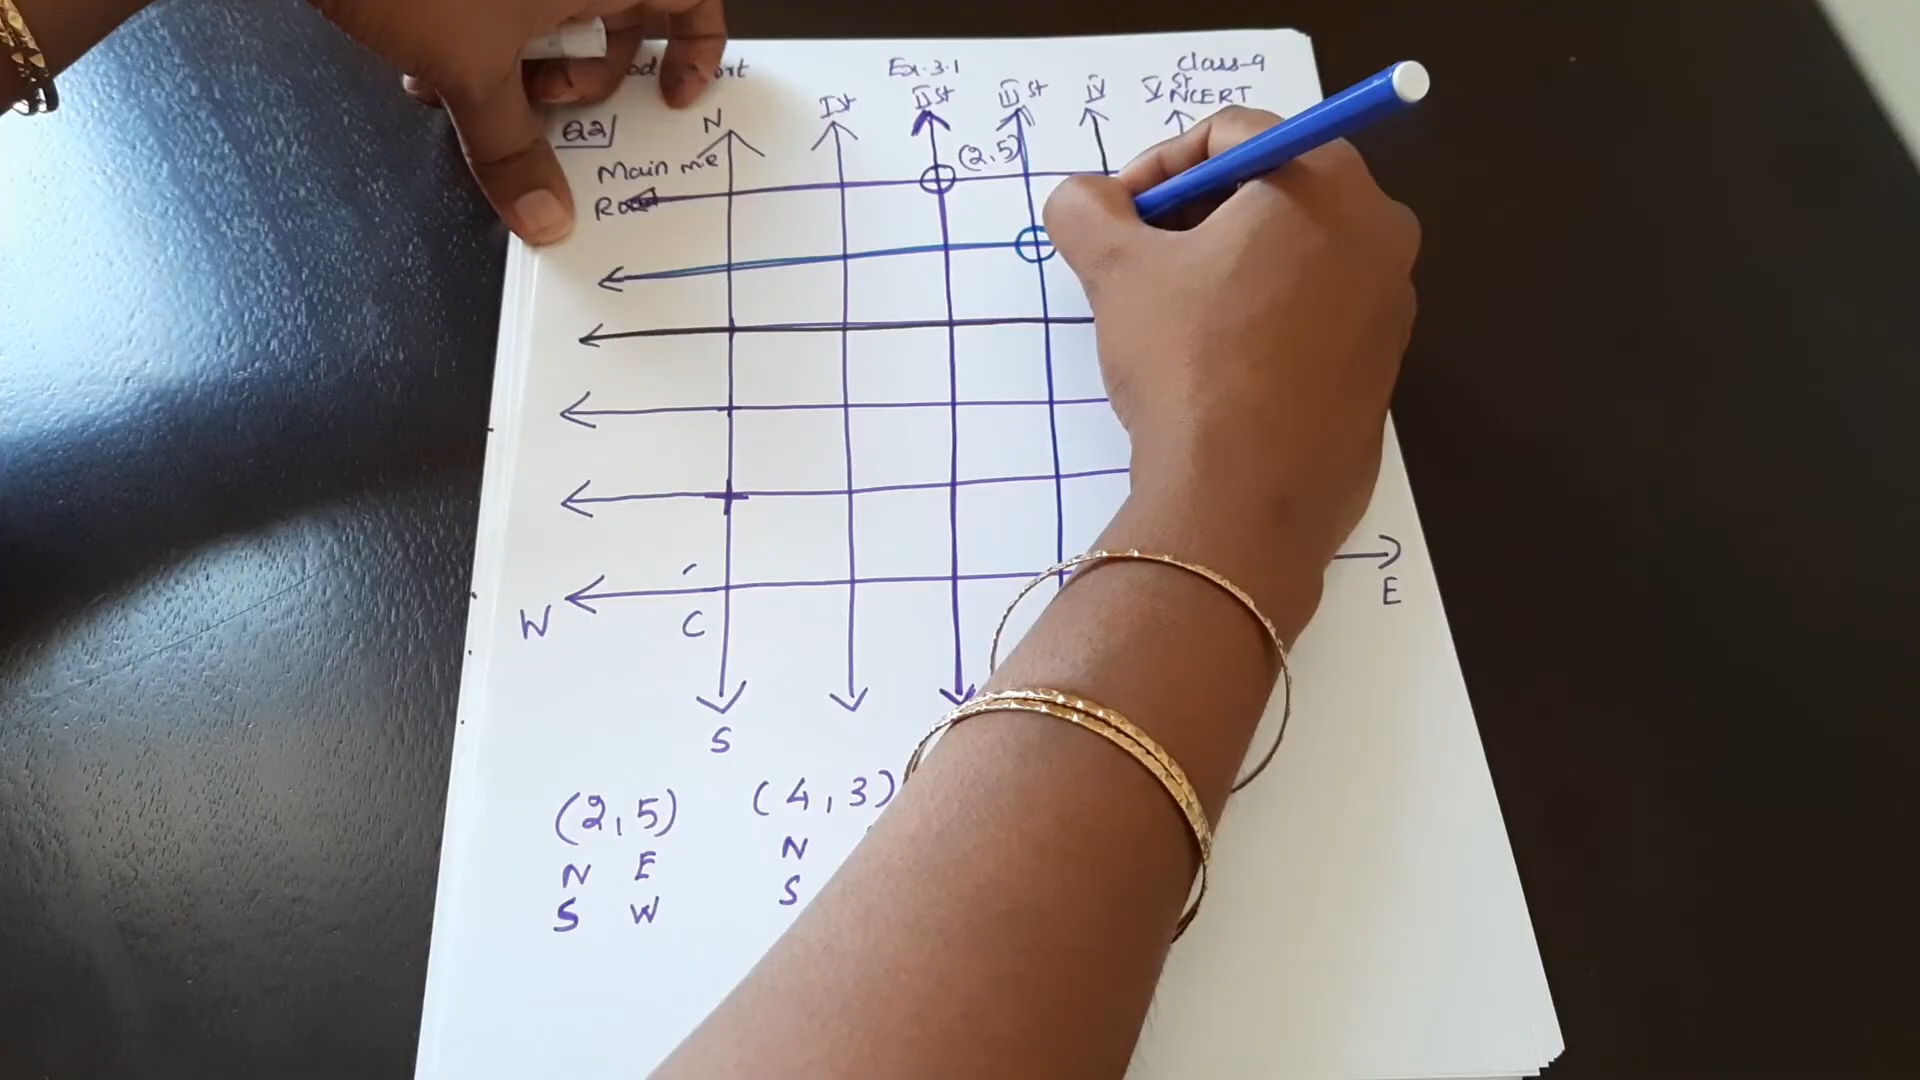 Ex.3.1
Class-9
NCERT
Q2/
N
I st
II st
III st
IV
V st
Main
Road
(2,5)
W
C
E
S
(2,5)
(4,3)
N E
N
S W
S